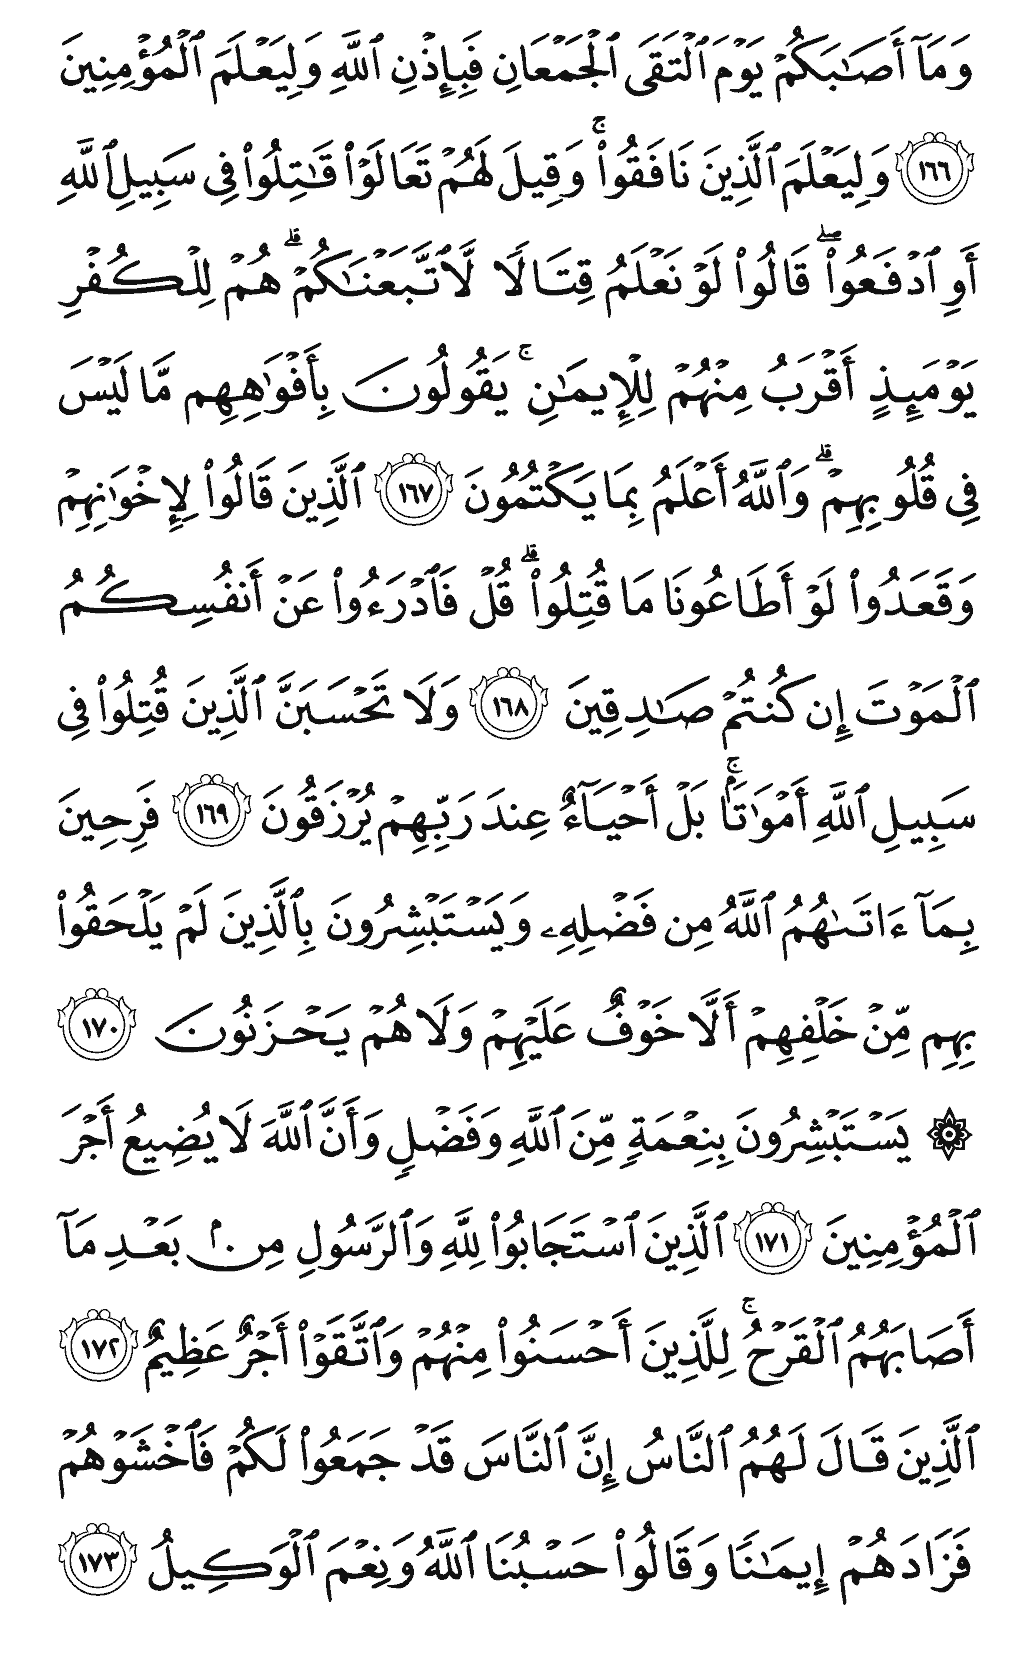 وَمَآ أَصَٰبَكُمْ يَوْمَ ٱلْتَقَى ٱلْجَمْعَانِ فَبِإِذْنِ ٱللَّهِ وَلِيَعْلَمَ ٱلْمُؤْمِنِينَ
١٦٦ وَلِيَعْلَمَ ٱلَّذِينَ نَافَقُوا۟ ۚ وَقِيلَ لَهُمْ تَعَالَوْا۟ قَٰتِلُوا۟ فِى سَبِيلِ ٱللَّهِ
أَوِ ٱدْفَعُوا۟ ۖ قَالُوا۟ لَوْ نَعْلَمُ قِتَالًا لَّٱتَّبَعْنَٰكُمْ ۗ هُمْ لِلْكُفْرِ
يَوْمَئِذٍ أَقْرَبُ مِنْهُمْ لِلْإِيمَٰنِ ۚ يَقُولُونَ بِأَفْوَٰهِهِم مَّا لَيْسَ
فِى قُلُوبِهِمْ ۗ وَٱللَّهُ أَعْلَمُ بِمَا يَكْتُمُونَ ١٦٧ ٱلَّذِينَ قَالُوا۟ لِإِخْوَٰنِهِمْ
وَقَعَدُوا۟ لَوْ أَطَاعُونَا مَا قُتِلُوا۟ ۗ قُلْ فَٱدْرَءُوا۟ عَنْ أَنفُسِكُمُ
ٱلْمَوْتَ إِن كُنتُمْ صَٰدِقِينَ ١٦٨ وَلَا تَحْسَبَنَّ ٱلَّذِينَ قُتِلُوا۟ فِى
سَبِيلِ ٱللَّهِ أَمْوَٰتًۢا ۚ بَلْ أَحْيَآءٌ عِندَ رَبِّهِمْ يُرْزَقُونَ ١٦٩ فَرِحِينَ
بِمَآ ءَاتَىٰهُمُ ٱللَّهُ مِن فَضْلِهِۦ وَيَسْتَبْشِرُونَ بِٱلَّذِينَ لَمْ يَلْحَقُوا۟
بِهِم مِّنْ خَلْفِهِمْ أَلَّا خَوْفٌ عَلَيْهِمْ وَلَا هُمْ يَحْزَنُونَ ١٧٠
۞ يَسْتَبْشِرُونَ بِنِعْمَةٍ مِّنَ ٱللَّهِ وَفَضْلٍ وَأَنَّ ٱللَّهَ لَا يُضِيعُ أَجْرَ
ٱلْمُؤْمِنِينَ ١٧١ ٱلَّذِينَ ٱسْتَجَابُوا۟ لِلَّهِ وَٱلرَّسُولِ مِنۢ بَعْدِ مَآ
أَصَابَهُمُ ٱلْقَرْحُ ۚ لِلَّذِينَ أَحْسَنُوا۟ مِنْهُمْ وَٱتَّقَوْا۟ أَجْرٌ عَظِيمٌ ١٧٢
ٱلَّذِينَ قَالَ لَهُمُ ٱلنَّاسُ إِنَّ ٱلنَّاسَ قَدْ جَمَعُوا۟ لَكُمْ فَٱخْشَوْهُمْ
فَزَادَهُمْ إِيمَٰنًا وَقَالُوا۟ حَسْبُنَا ٱللَّهُ وَنِعْمَ ٱلْوَكِيلُ ١٧٣